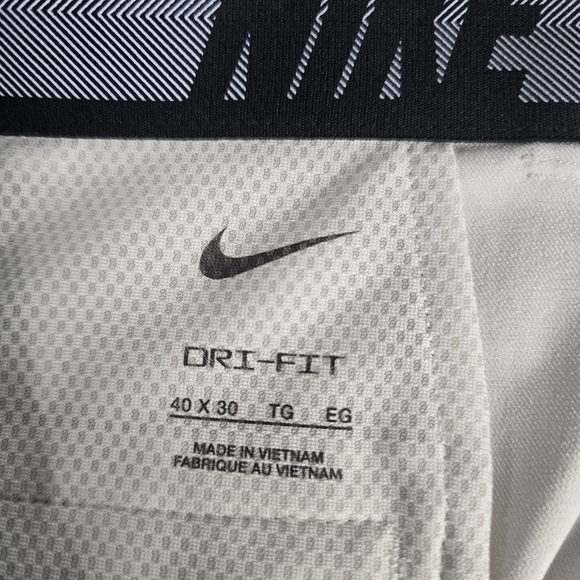 NIKE
DRI-FIT
40 X 30 TG EG
MADE IN VIETNAM
FABRIQUE AU VIETNAM